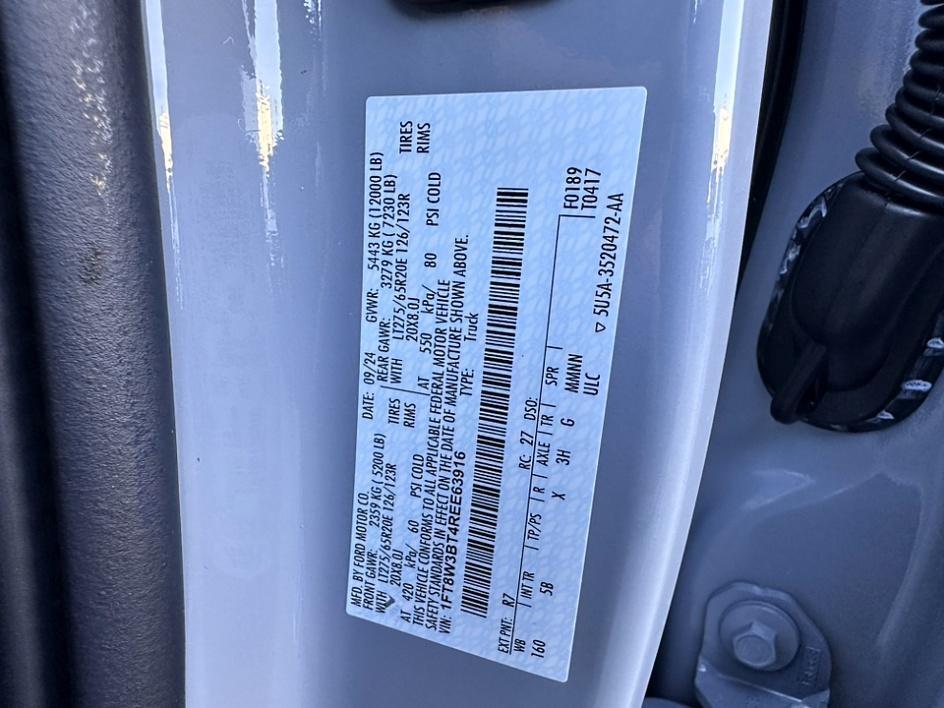 MFD. BY FORD MOTOR CO.
DATE: 09/24 GVWR: 5443 KG (12000 LB)
FRONT GAWR: 2359 KG ( 5200 LB) REAR GAWR: 3279 KG ( 7230 LB)
WITH LT275/65R20E 126/123R TIRES WITH LT275/65R20E 126/123R TIRES
20X8.0J RIMS 20X8.0J RIMS
AT 420 kPa/ 60 PSI COLD AT 550 kPa/ 80 PSI COLD
THIS VEHICLE CONFORMS TO ALL APPLICABLE FEDERAL MOTOR VEHICLE
SAFETY STANDARDS IN EFFECT ON THE DATE OF MANUFACTURE SHOWN ABOVE.
VIN: 1FT8W3BT4REE63916 TYPE: Truck
EXT PNT: R7 RC: 27 DSO: F0189
WB INT TR TP/PS R AXLE TR SPR T0417
160 5B X 3H G MMNN
ULC 5U5A-3520472-AA